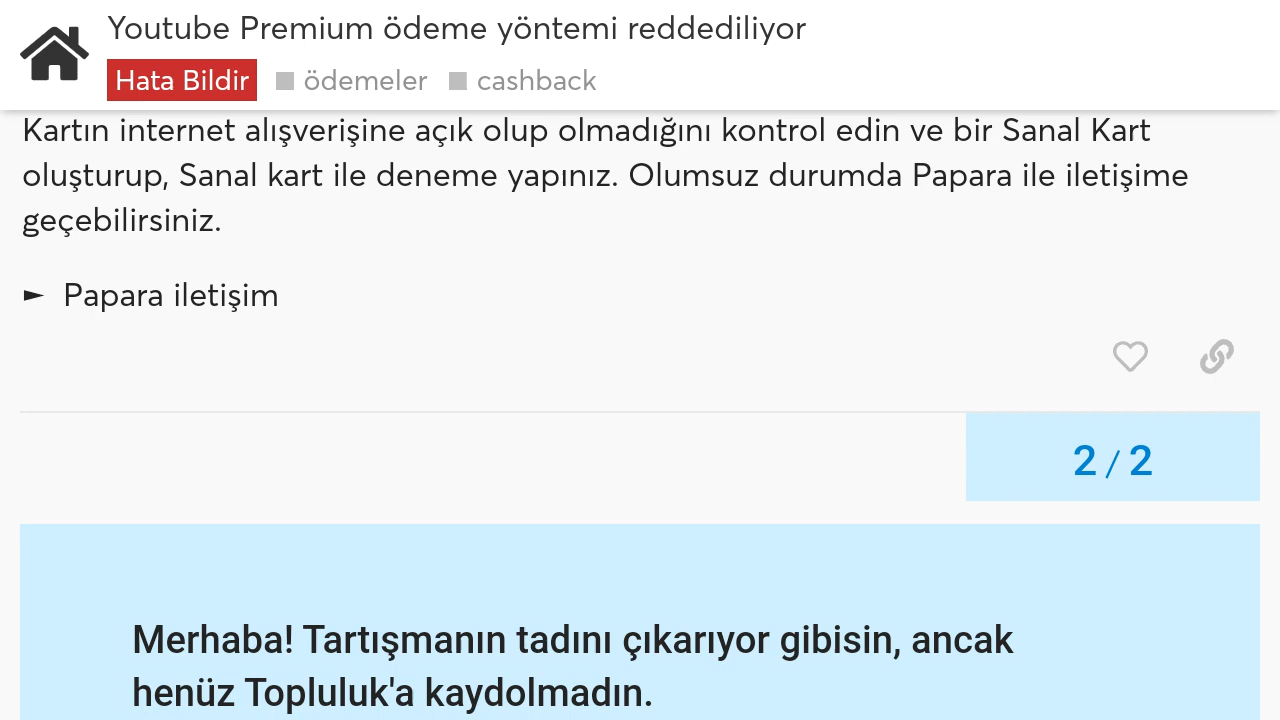 Youtube Premium ödeme yöntemi reddediliyor
Hata Bildir ödemeler cashback
Kartın internet alışverişine açık olup olmadığını kontrol edin ve bir Sanal Kart
oluşturup, Sanal kart ile deneme yapınız. Olumsuz durumda Papara ile iletişime
geçebilirsiniz.
► Papara iletişim
2 / 2
Merhaba! Tartışmanın tadını çıkarıyor gibisin, ancak
henüz Topluluk'a kaydolmadın.